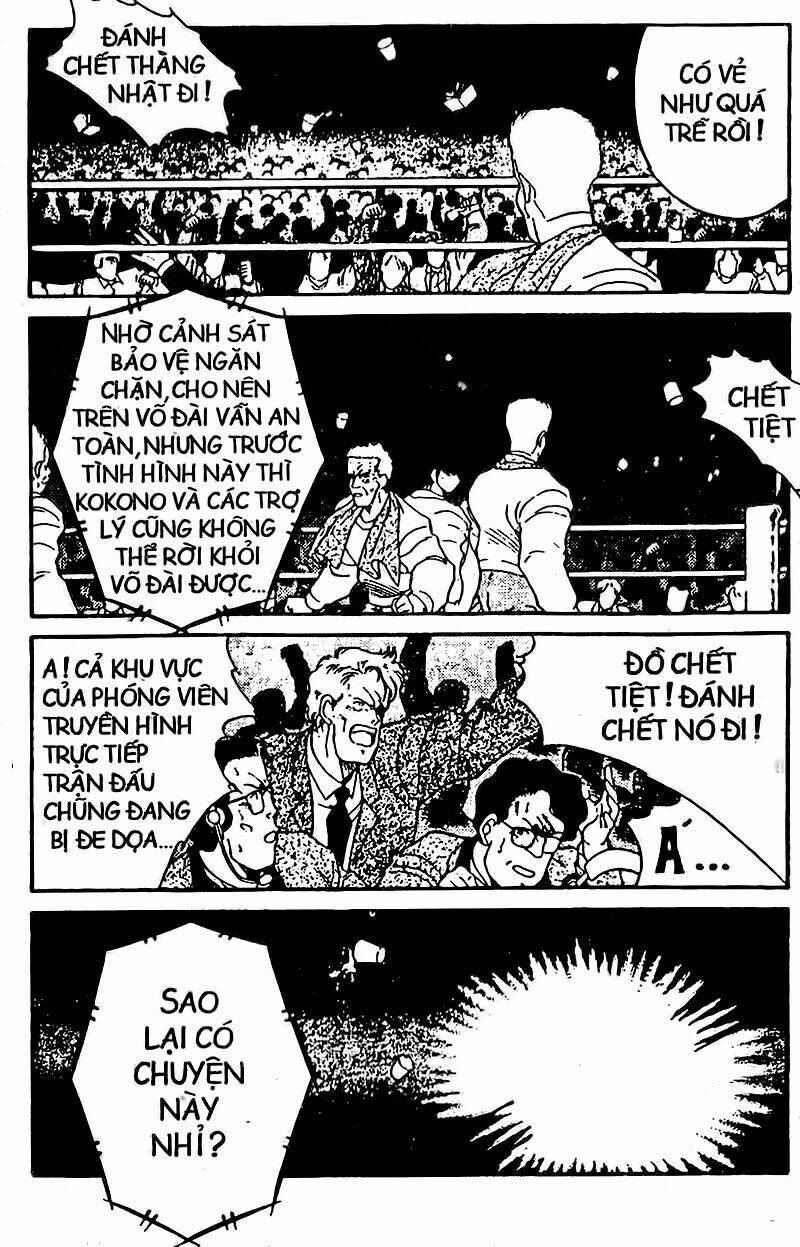 ĐÁNH
CHẾT THẰNG
NHẬT ĐI!
CÓ VẺ
NHƯ QUÁ
TRỄ RỒI!
NHỜ CẢNH SÁT
BẢO VỆ NGĂN
CHẶN,CHO NÊN
TRÊN VÕ ĐÀI VẪN AN
TOÀN,NHƯNG TRƯỚC
TÌNH HÌNH NÀY THÌ
KOKONO VÀ CÁC TRỢ
LÝ CŨNG KHÔNG
THỂ RỜI KHỎI
VÕ ĐÀI ĐƯỢC...
CHẾT
TIỆT
A! CẢ KHU VỰC
CỦA PHÓNG VIÊN
TRUYỀN HÌNH
TRỰC TIẾP
TRẬN ĐẤU
CHŨNG ĐANG
BỊ ĐE DỌA...
ĐỒ CHẾT
TIỆT! ĐÁNH
CHẾT NÓ ĐI!
Á...
SAO
LẠI CÓ
CHUYỆN
NÀY
NHỈ?